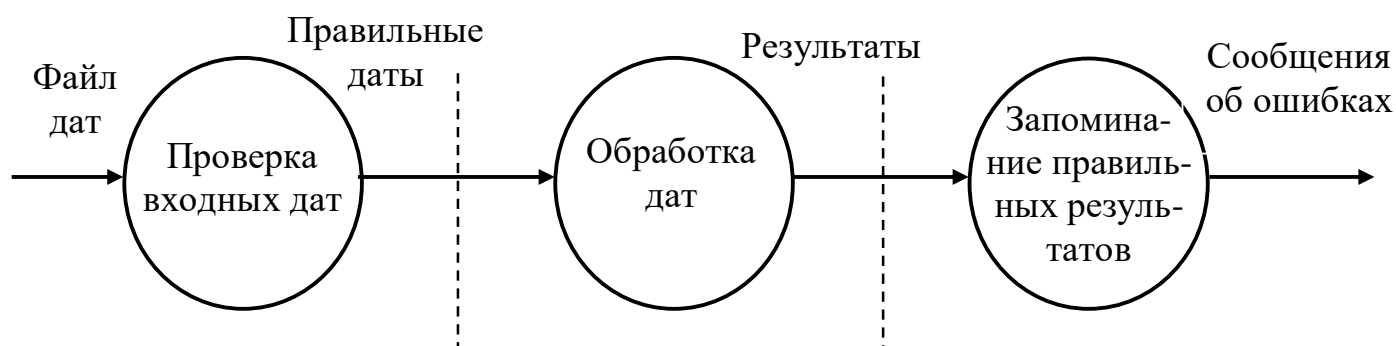 Файл
дат
Проверка
входных дат
Правильные
даты
Обработка
дат
Результаты
Запомина-
ние правиль-
ных резуль-
татов
Сообщения
об ошибках